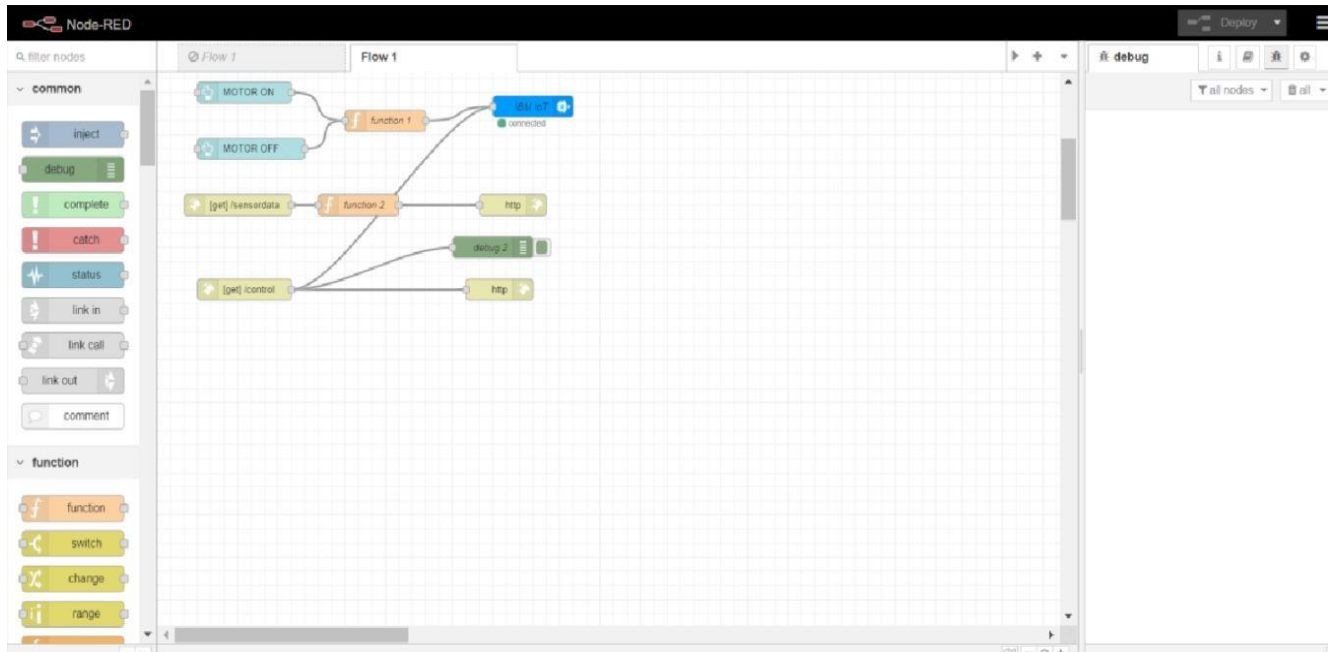 Node-RED
Deploy
filter nodes
Flow 1
Flow 1
debug
i
all nodes
all
common
inject
debug
complete
catch
status
link in
link call
link out
comment
function
function
switch
change
range
MOTOR ON
MOTOR OFF
function 1
IBM IoT
connected
[get] /sensordata
function 2
http
debug 2
[get] /control
http